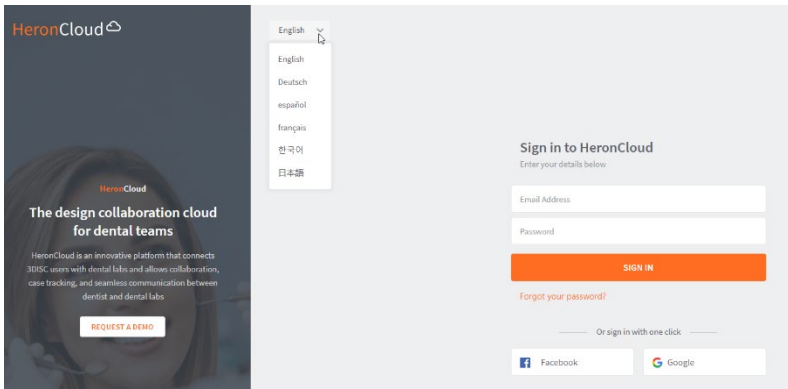 HeronCloud
HeronCloud
The design collaboration cloud
for dental teams
HeronCloud is an innovative platform that connects
3DISC users with dental labs and allows collaboration,
case tracking, and seamless communication between
dentist and dental labs
REQUEST A DEMO
English
English
Deutsch
español
français
한국어
日本語
Sign in to HeronCloud
Enter your details below
Email Address
Password
SIGN IN
Forgot your password?
Or sign in with one click
Facebook
Google